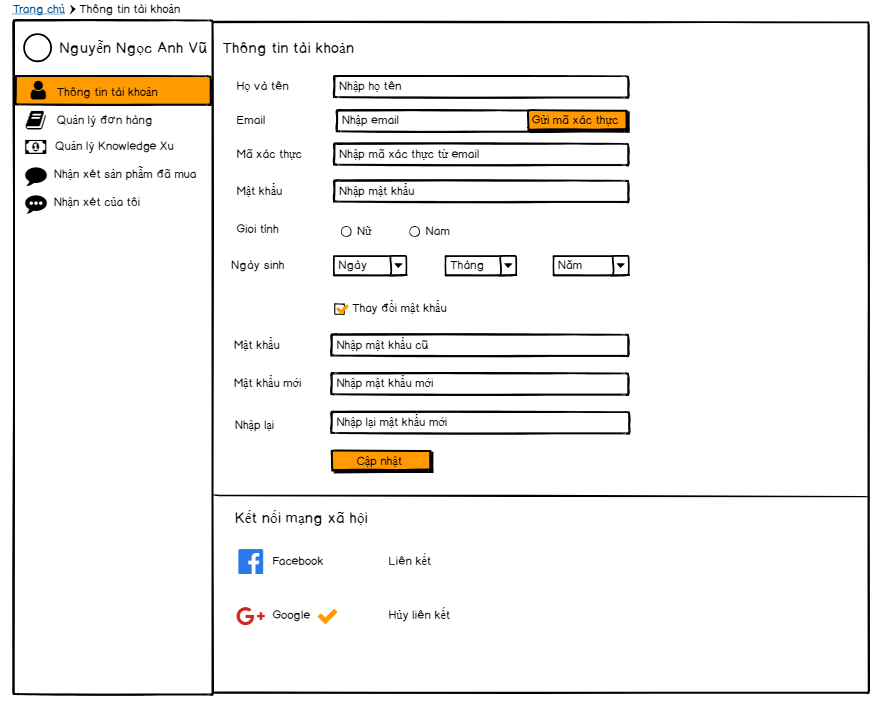 Trang chủ > Thông tin tài khoản
Nguyễn Ngọc Anh Vũ
Thông tin tài khoản
Quản lý đơn hàng
Quản lý Knowledge Xu
Nhận xét sản phẩm đã mua
Nhận xét của tôi
Thông tin tài khoản
Họ và tên Nhập họ tên
Email Nhập email Gửi mã xác thực
Mã xác thực Nhập mã xác thực từ email
Mật khẩu Nhập mật khẩu
Gioi tính Nữ Nam
Ngày sinh Ngày Tháng Năm
Thay đổi mật khẩu
Mật khẩu Nhập mật khẩu cũ
Mật khẩu mới Nhập mật khẩu mới
Nhập lại Nhập lại mật khẩu mới
Cập nhật
Kết nối mạng xã hội
Facebook Liên kết
G+ Google Hủy liên kết